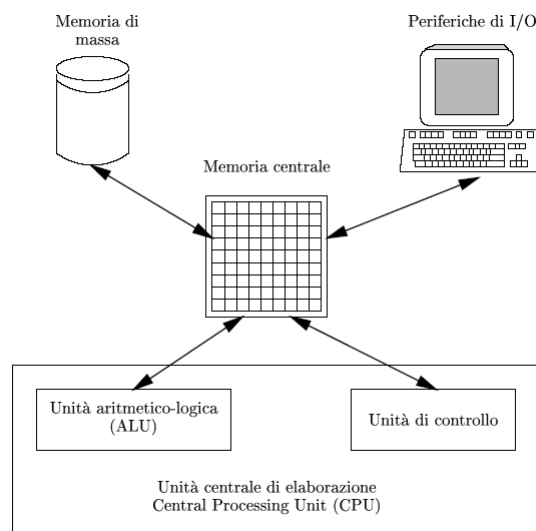 Memoria di
massa
Periferiche di I/O
Memoria centrale
Unità aritmetico-logica
(ALU)
Unità di controllo
Unità centrale di elaborazione
Central Processing Unit (CPU)